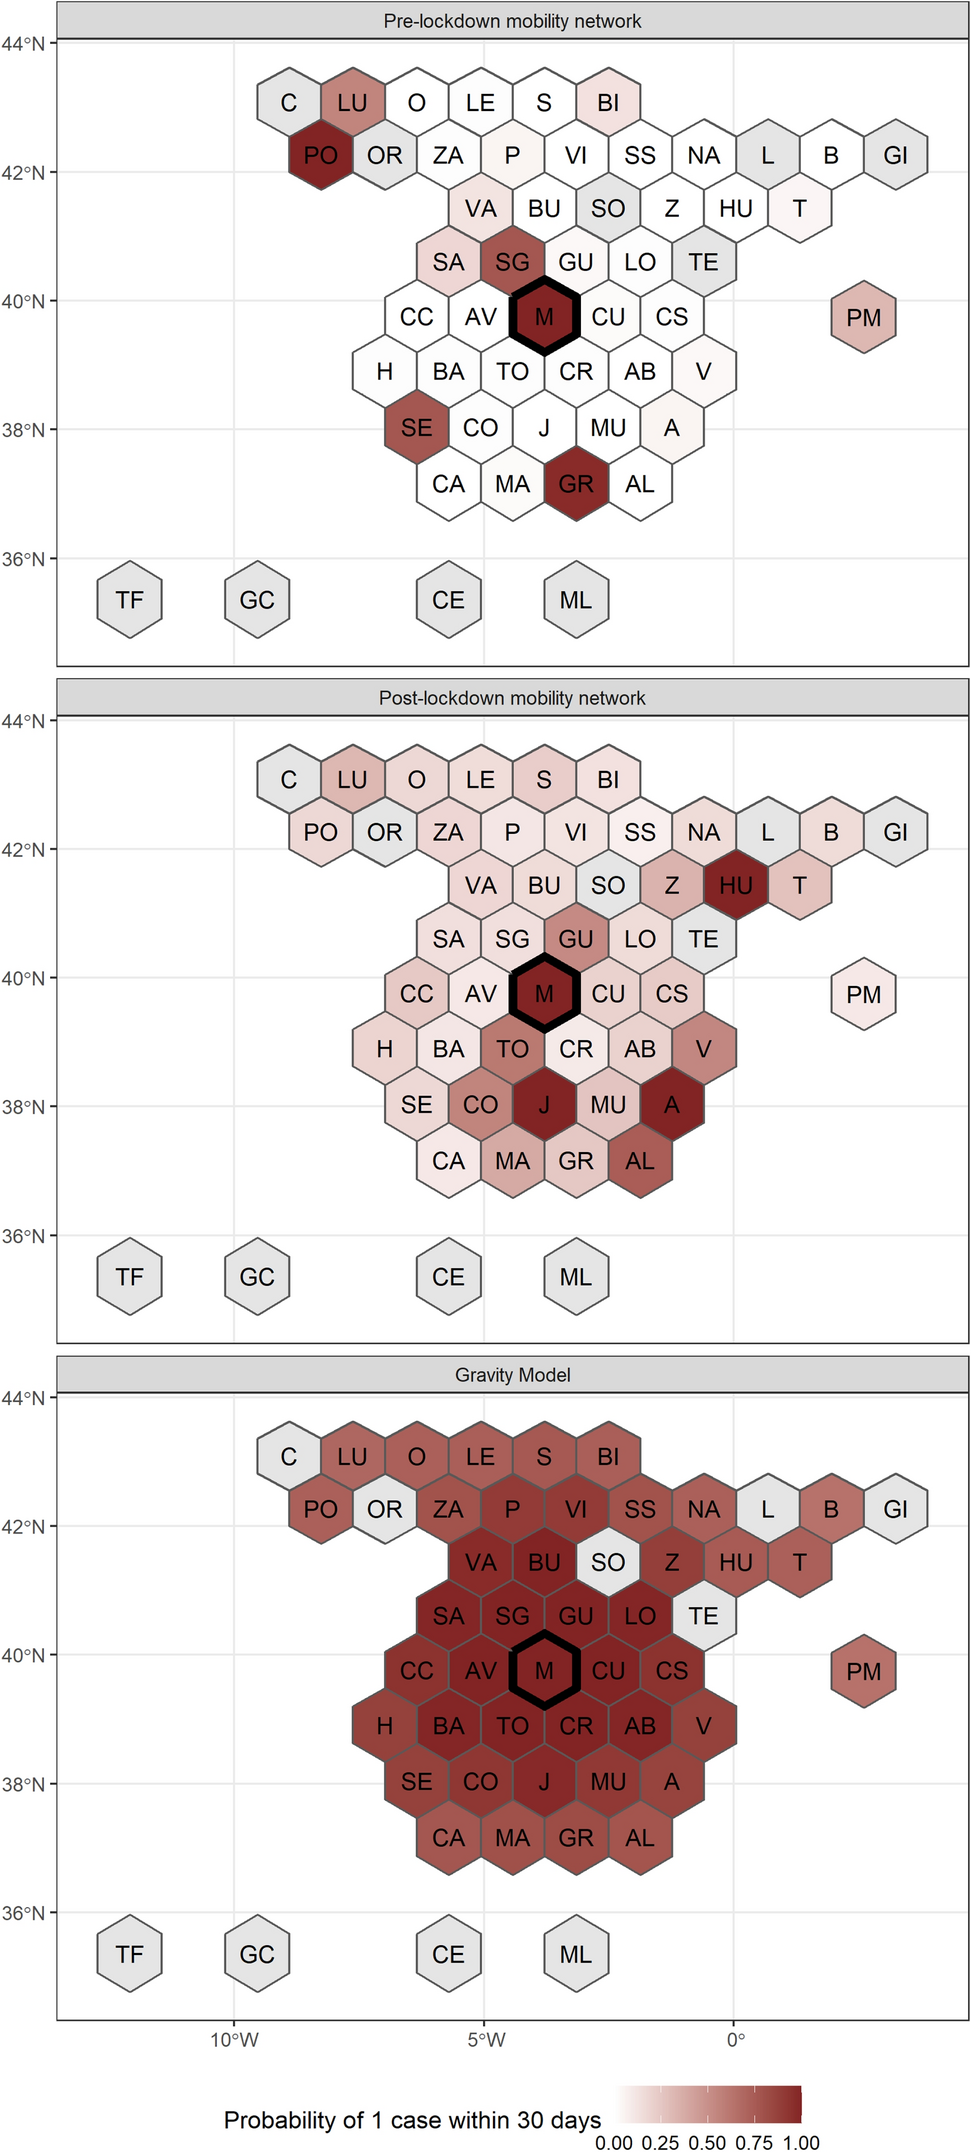 Pre-lockdown mobility network
44°N
C LU O LE S BI
PO OR ZA P VI SS NA L B GI
42°N
VA BU SO Z HU T
SA SG GU LO TE
40°N
CC AV M CU CS PM
H BA TO CR AB V
38°N
SE CO J MU A
CA MA GR AL
36°N
TF GC CE ML
Post-lockdown mobility network
44°N
C LU O LE S BI
PO OR ZA P VI SS NA L B GI
42°N
VA BU SO Z HU T
SA SG GU LO TE
40°N
CC AV M CU CS PM
H BA TO CR AB V
38°N
SE CO J MU A
CA MA GR AL
36°N
TF GC CE ML
Gravity Model
44°N
C LU O LE S BI
PO OR ZA P VI SS NA L B GI
42°N
VA BU SO Z HU T
SA SG GU LO TE
40°N
CC AV M CU CS PM
H BA TO CR AB V
38°N
SE CO J MU A
CA MA GR AL
36°N
TF GC CE ML
10°W 5°W 0°
Probability of 1 case within 30 days
0.00 0.25 0.50 0.75 1.00